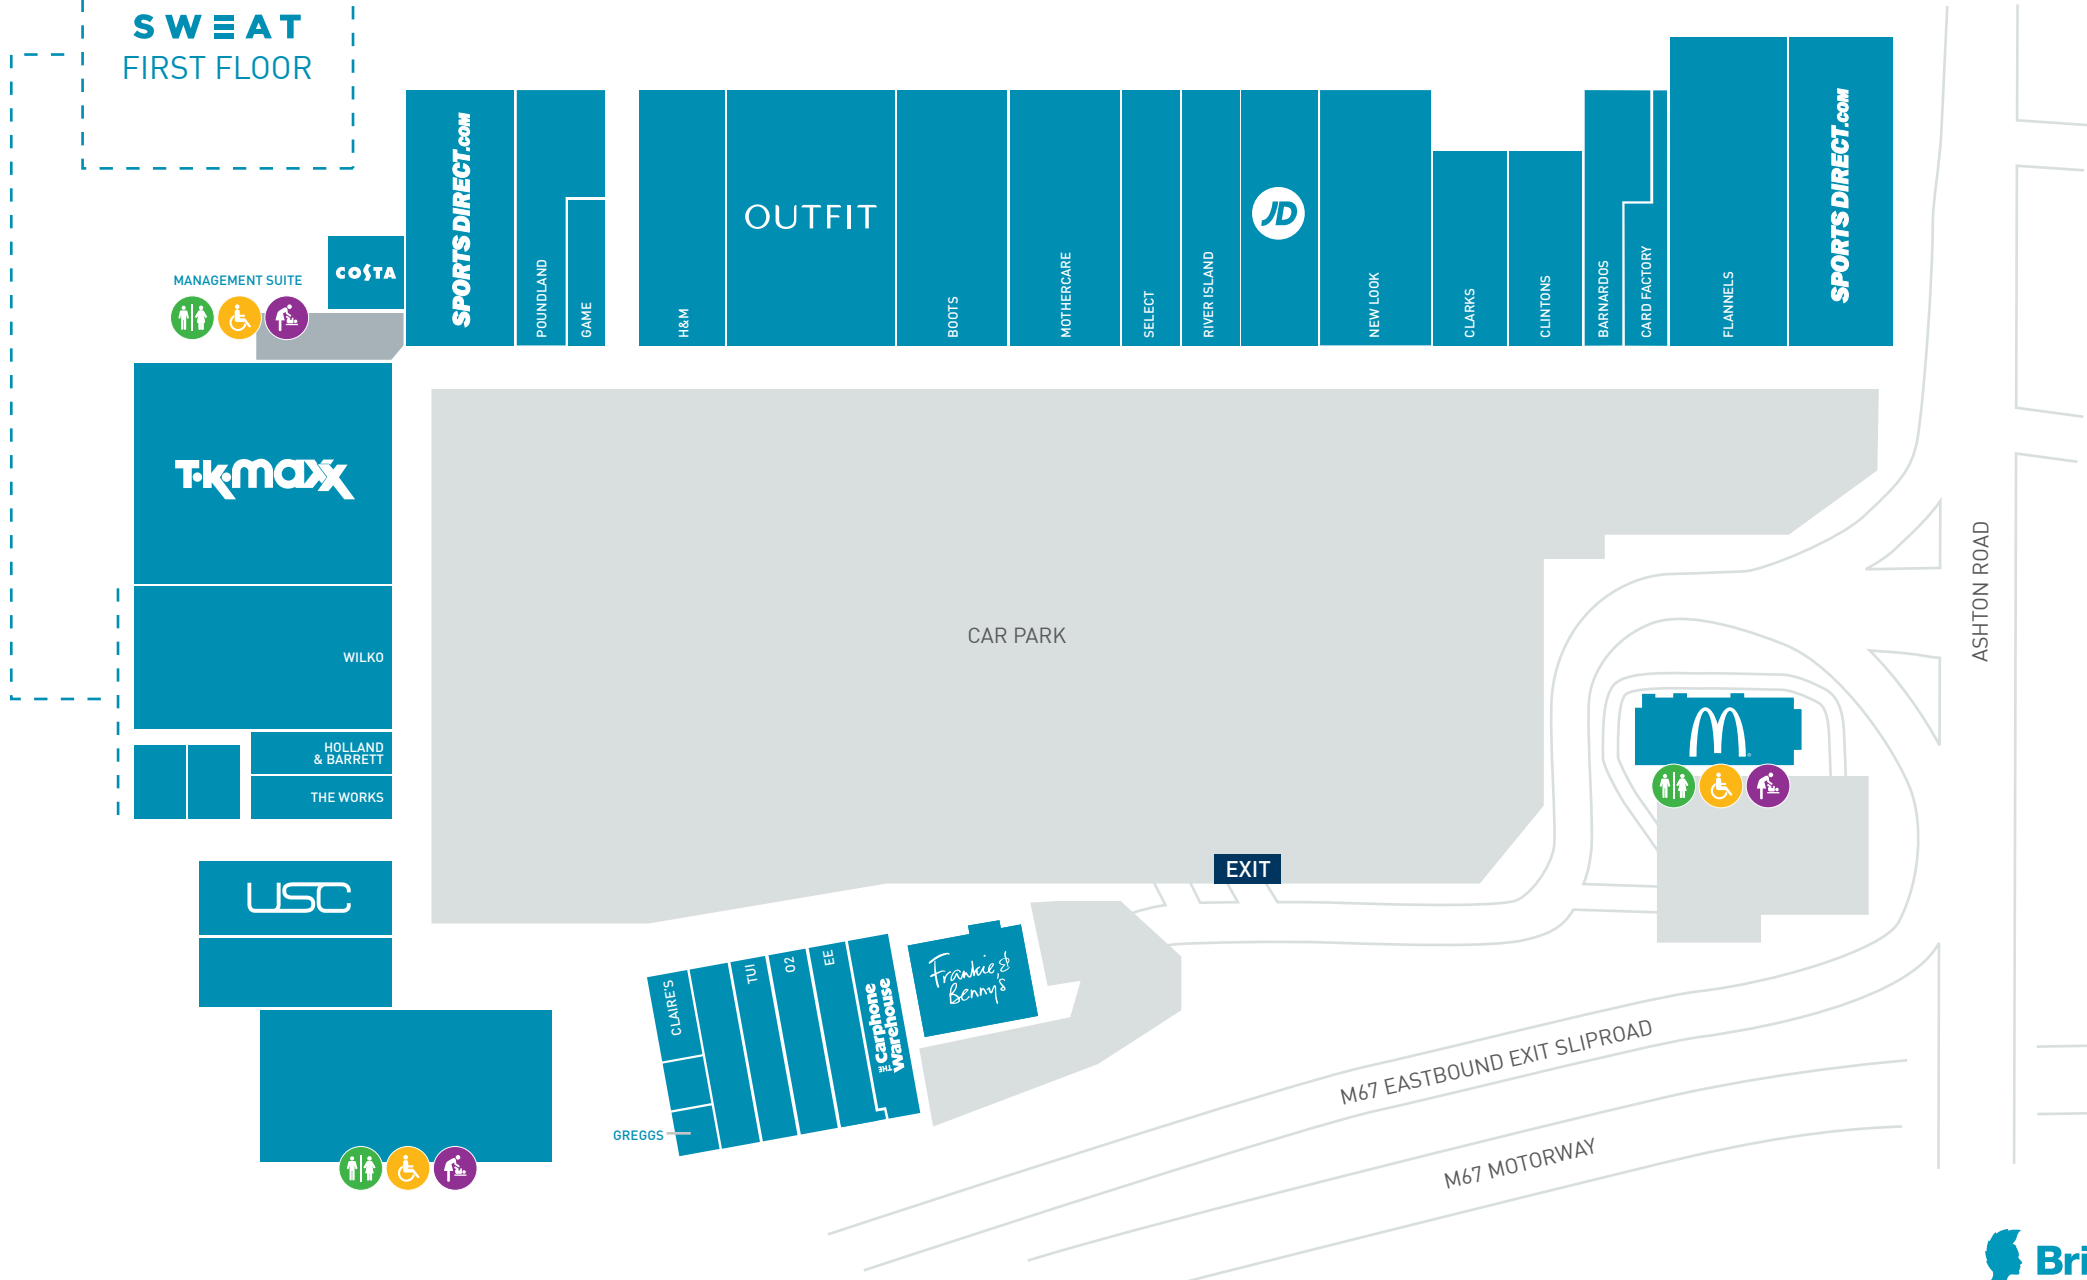 SWEAT
FIRST FLOOR
MANAGEMENT SUITE
COSTA
SPORTSDIRECT.COM
POUNDLAND
GAME
H&M
OUTFIT
BOOTS
MOTHERCARE
SELECT
RIVER ISLAND
JD
NEW LOOK
CLARKS
CLINTONS
BARNARDOS
CARD FACTORY
FLANNELS
SPORTSDIRECT.COM
T·K·maxx
WILKO
HOLLAND
& BARRETT
THE WORKS
USC
CAR PARK
ASHTON ROAD
M
EXIT
CLAIRE'S
TUI
O2
EE
THE Carphone
Warehouse
Frankie &
Benny's
GREGGS
M67 EASTBOUND EXIT SLIPROAD
M67 MOTORWAY
Bri